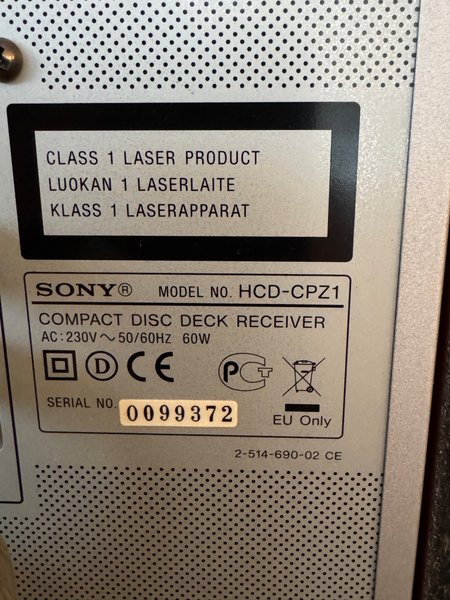 CLASS 1 LASER PRODUCT
LUOKAN 1 LASERLAITE
KLASS 1 LASERAPPARAT
SONY® MODEL NO. HCD-CPZ1
COMPACT DISC DECK RECEIVER
AC:230V～50/60HZ 60W
D CE PCT
SERIAL NO. 0099372
EU Only
2-514-690-02 CE